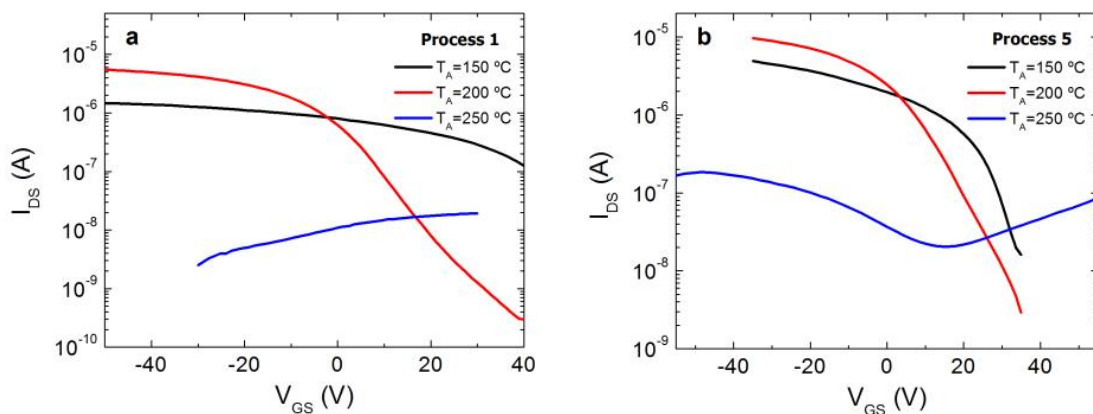 a
Process 1
T_A=150 ºC
T_A=200 ºC
T_A=250 ºC
10^-5
10^-6
10^-7
10^-8
10^-9
10^-10
I_DS (A)
-40 -20 0 20 40
V_GS (V)
b
Process 5
T_A=150 ºC
T_A=200 ºC
T_A=250 ºC
10^-5
10^-6
10^-7
10^-8
10^-9
I_DS (A)
-40 -20 0 20 40
V_GS (V)